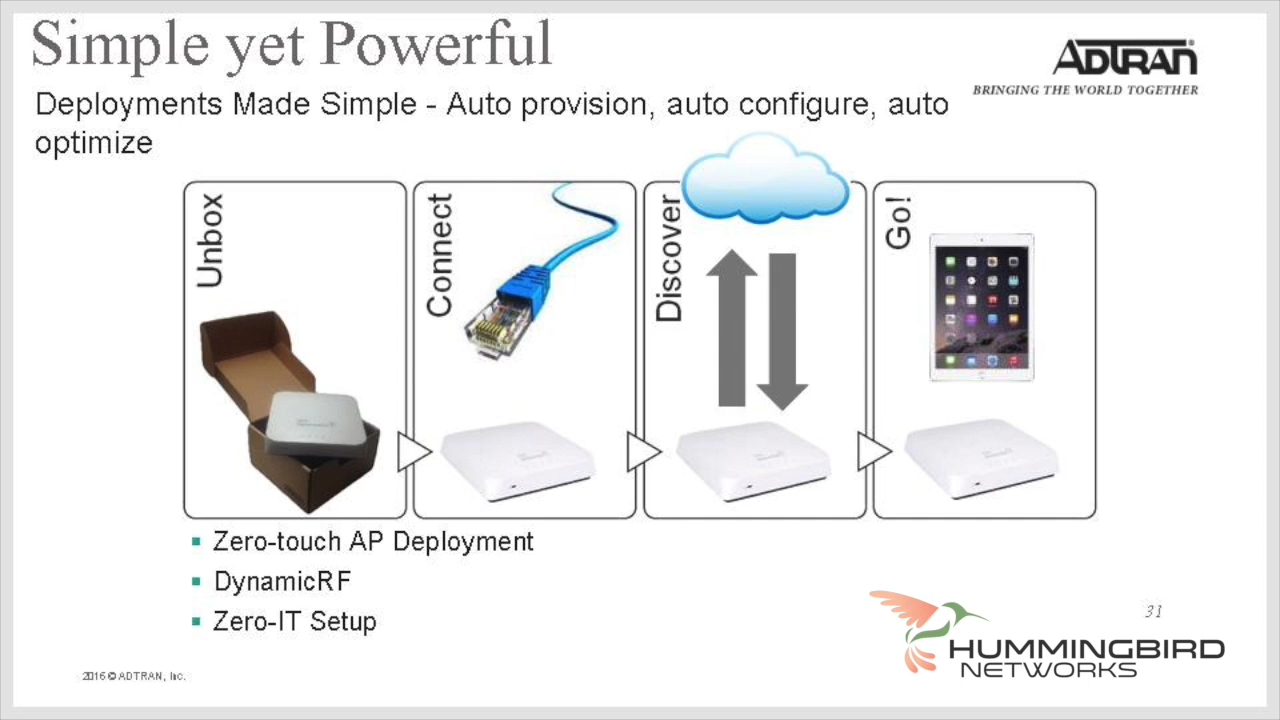 Simple yet Powerful
ADTRAN
BRINGING THE WORLD TOGETHER
Deployments Made Simple - Auto provision, auto configure, auto
optimize
Unbox
Connect
Discover
Go!
▪ Zero-touch AP Deployment
▪ DynamicRF
▪ Zero-IT Setup
31
HUMMINGBIRD
NETWORKS
2016 © ADTRAN, Inc.